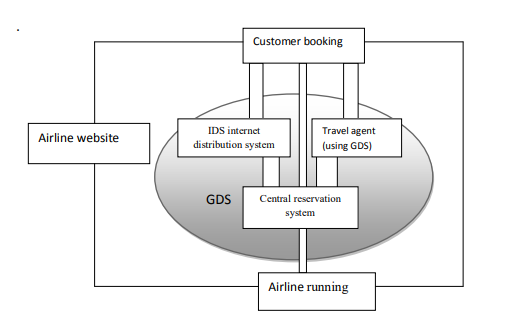 Customer booking
Airline website
IDS internet
distribution system
Travel agent
(using GDS)
GDS
Central reservation
system
Airline running